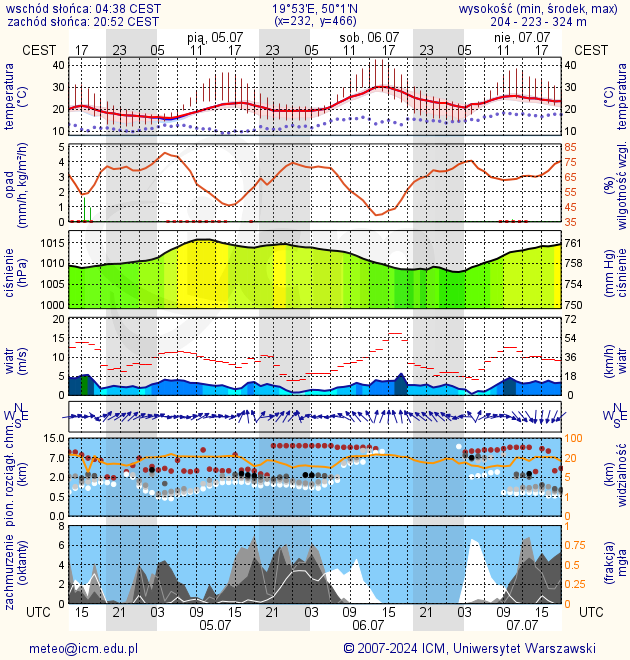 wschód słońca: 04:38 CEST 19°53'E, 50°1'N wysokość (min, środek, max)
zachód słońca: 20:52 CEST (x=232, y=466) 204 - 223 - 324 m
pią, 05.07 sob, 06.07 nie, 07.07
CEST 17 23 05 11 17 23 05 11 17 23 05 11 17 CEST
temperatura (°C) 40 30 20 10 40 30 20 10 (°C) temperatura
opad (mm/h, kg/m²/h) 5 4 3 2 1 0 85 75 65 55 45 35 (%) wilgotność wzgl.
ciśnienie (hPa) 1015 1010 1005 1000 761 758 754 750 (mm Hg) ciśnienie
wiatr (m/s) 20 15 10 5 0 72 54 36 18 0 (km/h) wiatr
N W E S N W E S
pion. rozciągł. chm. (km) 15.0 7.0 2.0 0.5 0.0 100 20 5 1 0 (km) widzialność
zachmurzenie (oktanty) 8 6 4 2 0 1 0.75 0.5 0.25 0 (frakcja) mgła
UTC 15 21 03 09 15 21 03 09 15 21 03 09 15 UTC
05.07 06.07 07.07
meteo@icm.edu.pl © 2007-2024 ICM, Uniwersytet Warszawski